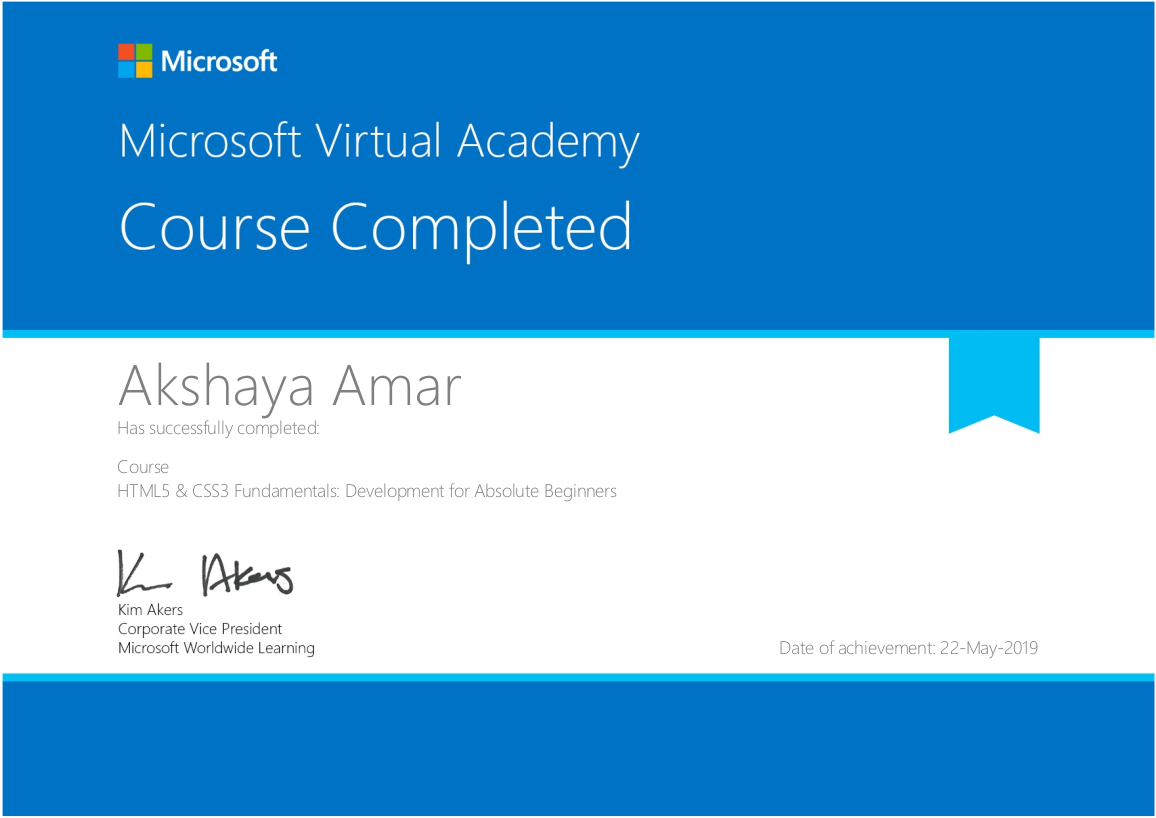 Microsoft
Microsoft Virtual Academy
Course Completed
Akshaya Amar
Has successfully completed:
Course
HTML5 & CSS3 Fundamentals: Development for Absolute Beginners
Kim Akers
Kim Akers
Corporate Vice President
Microsoft Worldwide Learning
Date of achievement: 22-May-2019